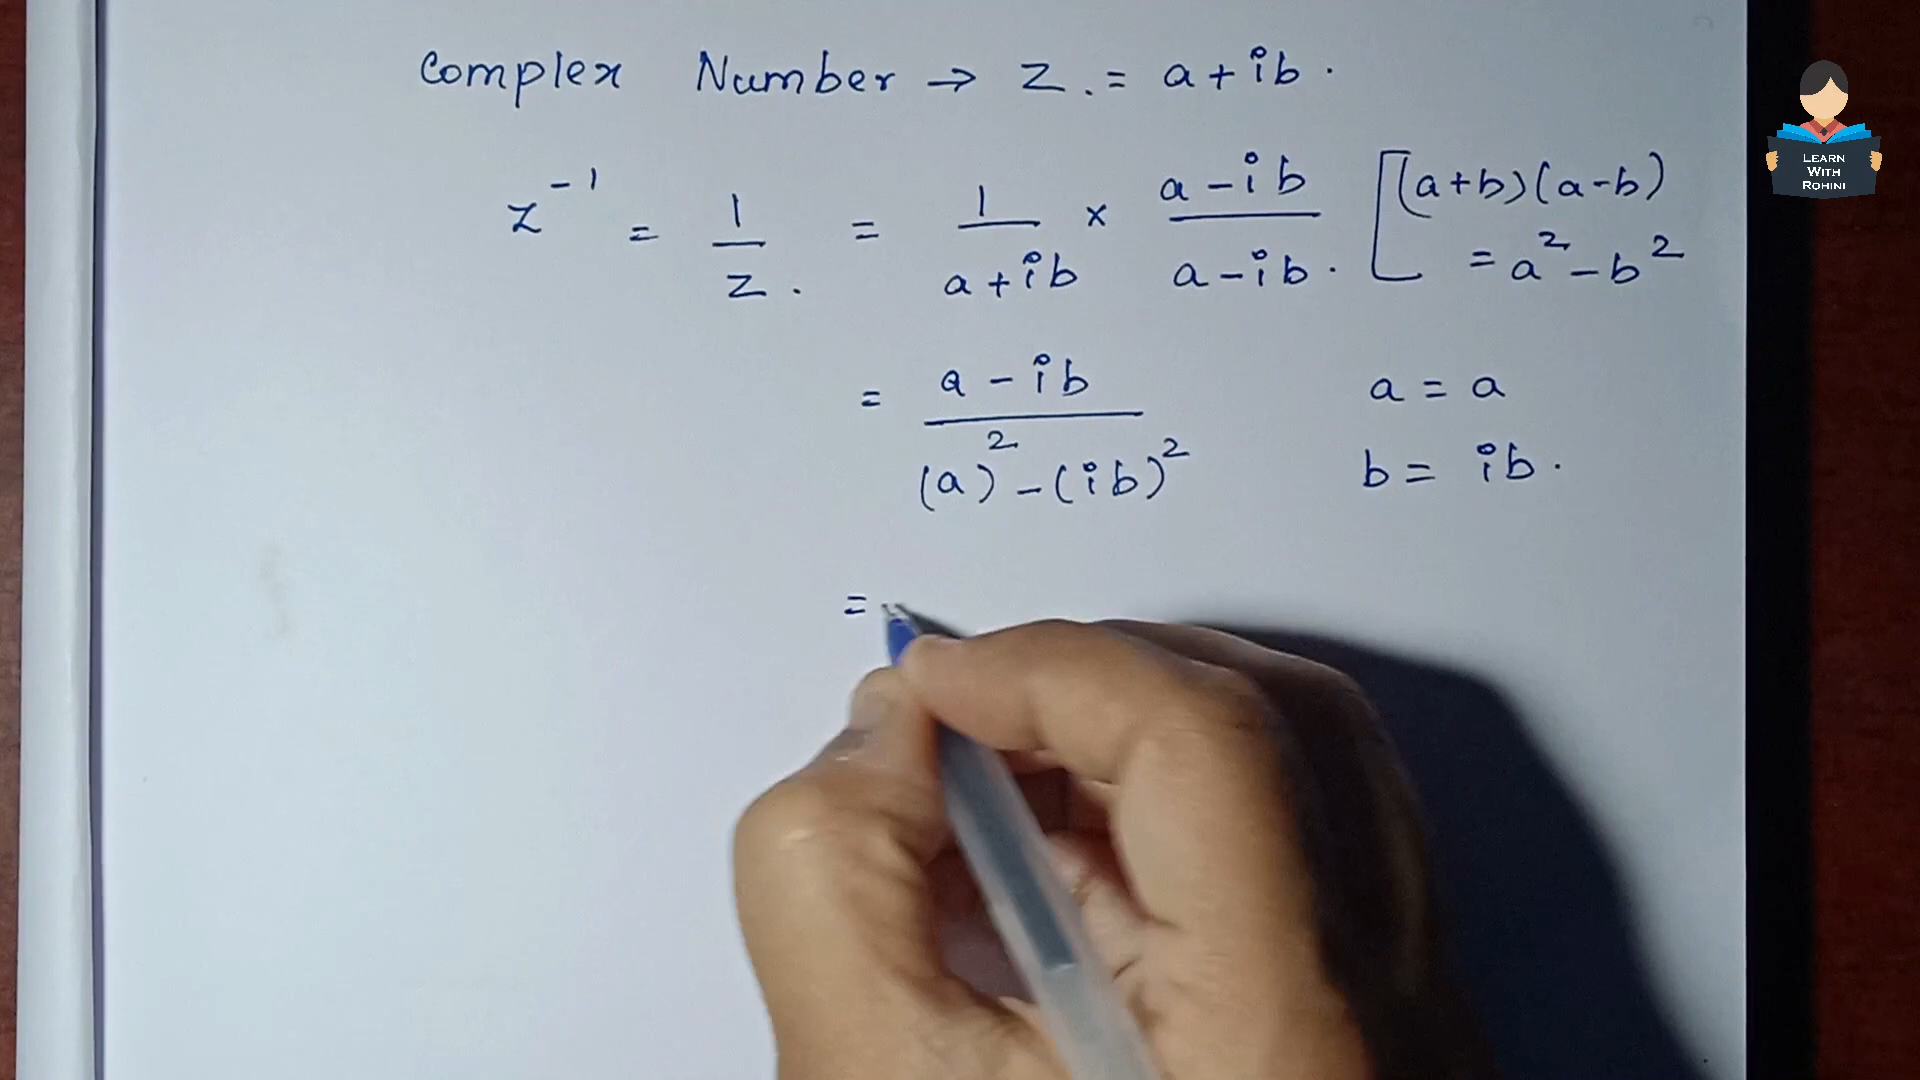 Complex Number → z . = a + ib .
z⁻¹ = 1/z . = 1/(a + ib) × (a - ib)/(a - ib) . [(a+b)(a-b)
= a² - b²
= (a - ib)/((a)² - (ib)²)
a = a
b = ib .
=
LEARN
With
ROHINI